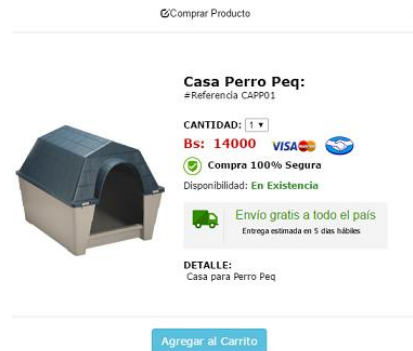 Comprar Producto
Casa Perro Peq:
#Referencia CAPP01
CANTIDAD: 1
Bs: 14000 VISA
Compra 100% Segura
Disponibilidad: En Existencia
Envío gratis a todo el país
Entrega estimada en 5 dias hábiles
DETALLE:
Casa para Perro Peq
Agregar al Carrito